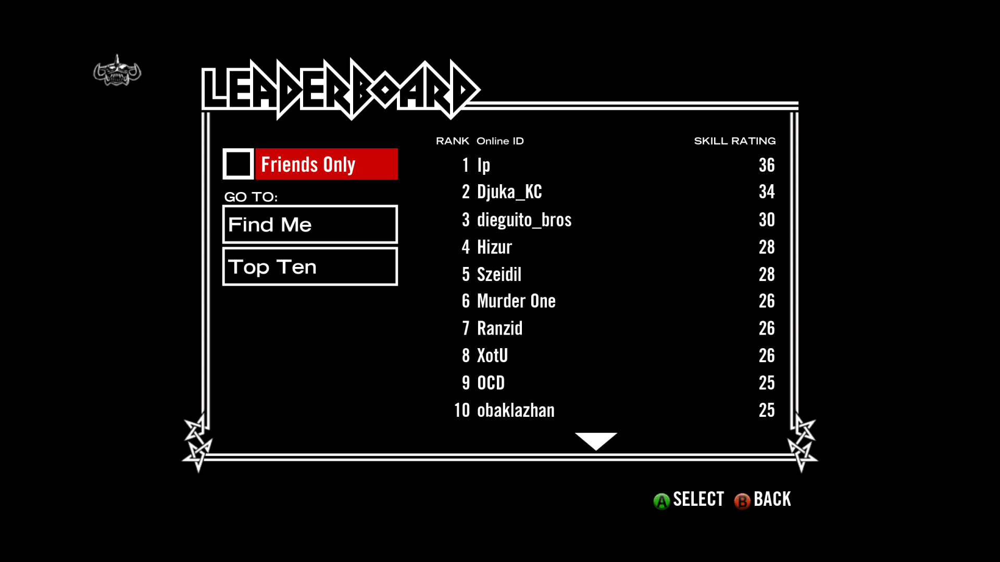 LEADERBOARD
Friends Only
GO TO:
Find Me
Top Ten
RANK Online ID SKILL RATING
1 Ip 36
2 Djuka_KC 34
3 dieguito_bros 30
4 Hizur 28
5 Szeidil 28
6 Murder One 26
7 Ranzid 26
8 XotU 26
9 OCD 25
10 obaklazhan 25
A SELECT B BACK